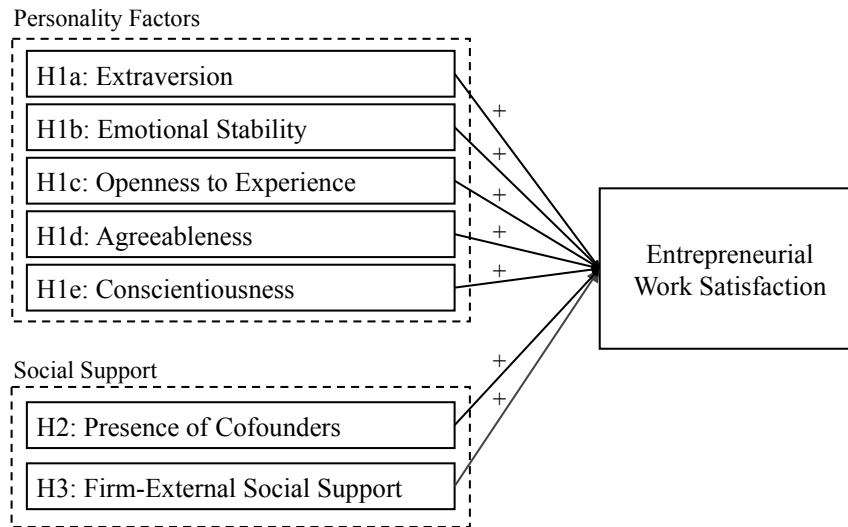 Personality Factors
H1a: Extraversion
H1b: Emotional Stability
H1c: Openness to Experience
H1d: Agreeableness
H1e: Conscientiousness
+
+
+
+
+
Entrepreneurial
Work Satisfaction
Social Support
H2: Presence of Cofounders
H3: Firm-External Social Support
+
+